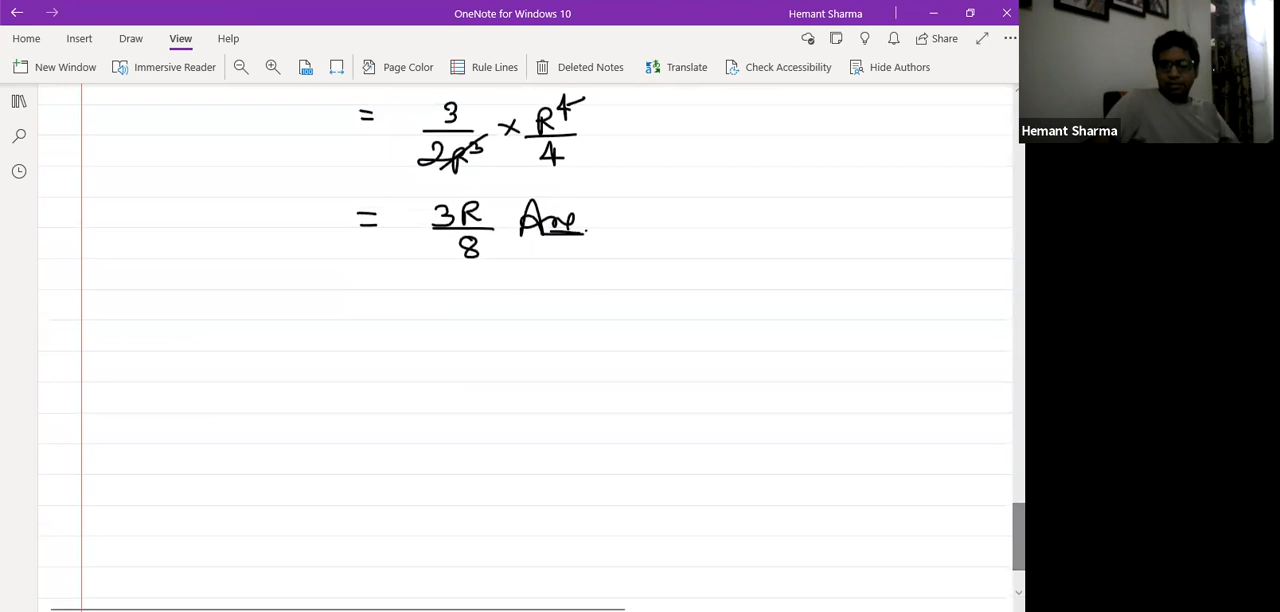 OneNote for Windows 10
Hemant Sharma
Home Insert Draw View Help
Share
New Window Immersive Reader 100 Page Color Rule Lines Deleted Notes Translate Check Accessibility Hide Authors
= 3/2R³ × R⁴/4
= 3R/8 Ans.
Hemant Sharma